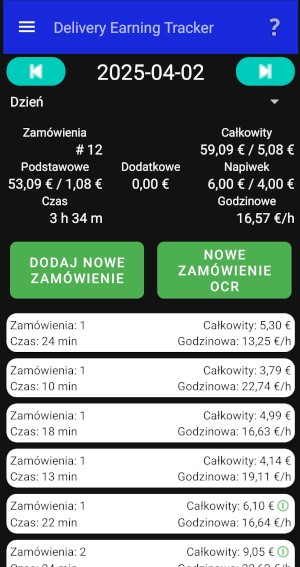 Delivery Earning Tracker ?
2025-04-02
Dzień
Zamówienia Całkowity
# 12 59,09 € / 5,08 €
Podstawowe Dodatkowe Napiwek
53,09 € / 1,08 € 0,00 € 6,00 € / 4,00 €
Czas Godzinowe
3 h 34 m 16,57 €/h
DODAJ NOWE ZAMÓWIENIE
NOWE ZAMÓWIENIE OCR
Zamówienia: 1 Całkowity: 5,30 €
Czas: 24 min Godzinowa: 13,25 €/h
Zamówienia: 1 Całkowity: 3,79 €
Czas: 10 min Godzinowa: 22,74 €/h
Zamówienia: 1 Całkowity: 4,99 €
Czas: 18 min Godzinowa: 16,63 €/h
Zamówienia: 1 Całkowity: 4,14 €
Czas: 13 min Godzinowa: 19,11 €/h
Zamówienia: 1 Całkowity: 6,10 €
Czas: 22 min Godzinowa: 16,64 €/h
Zamówienia: 2 Całkowity: 9,05 €